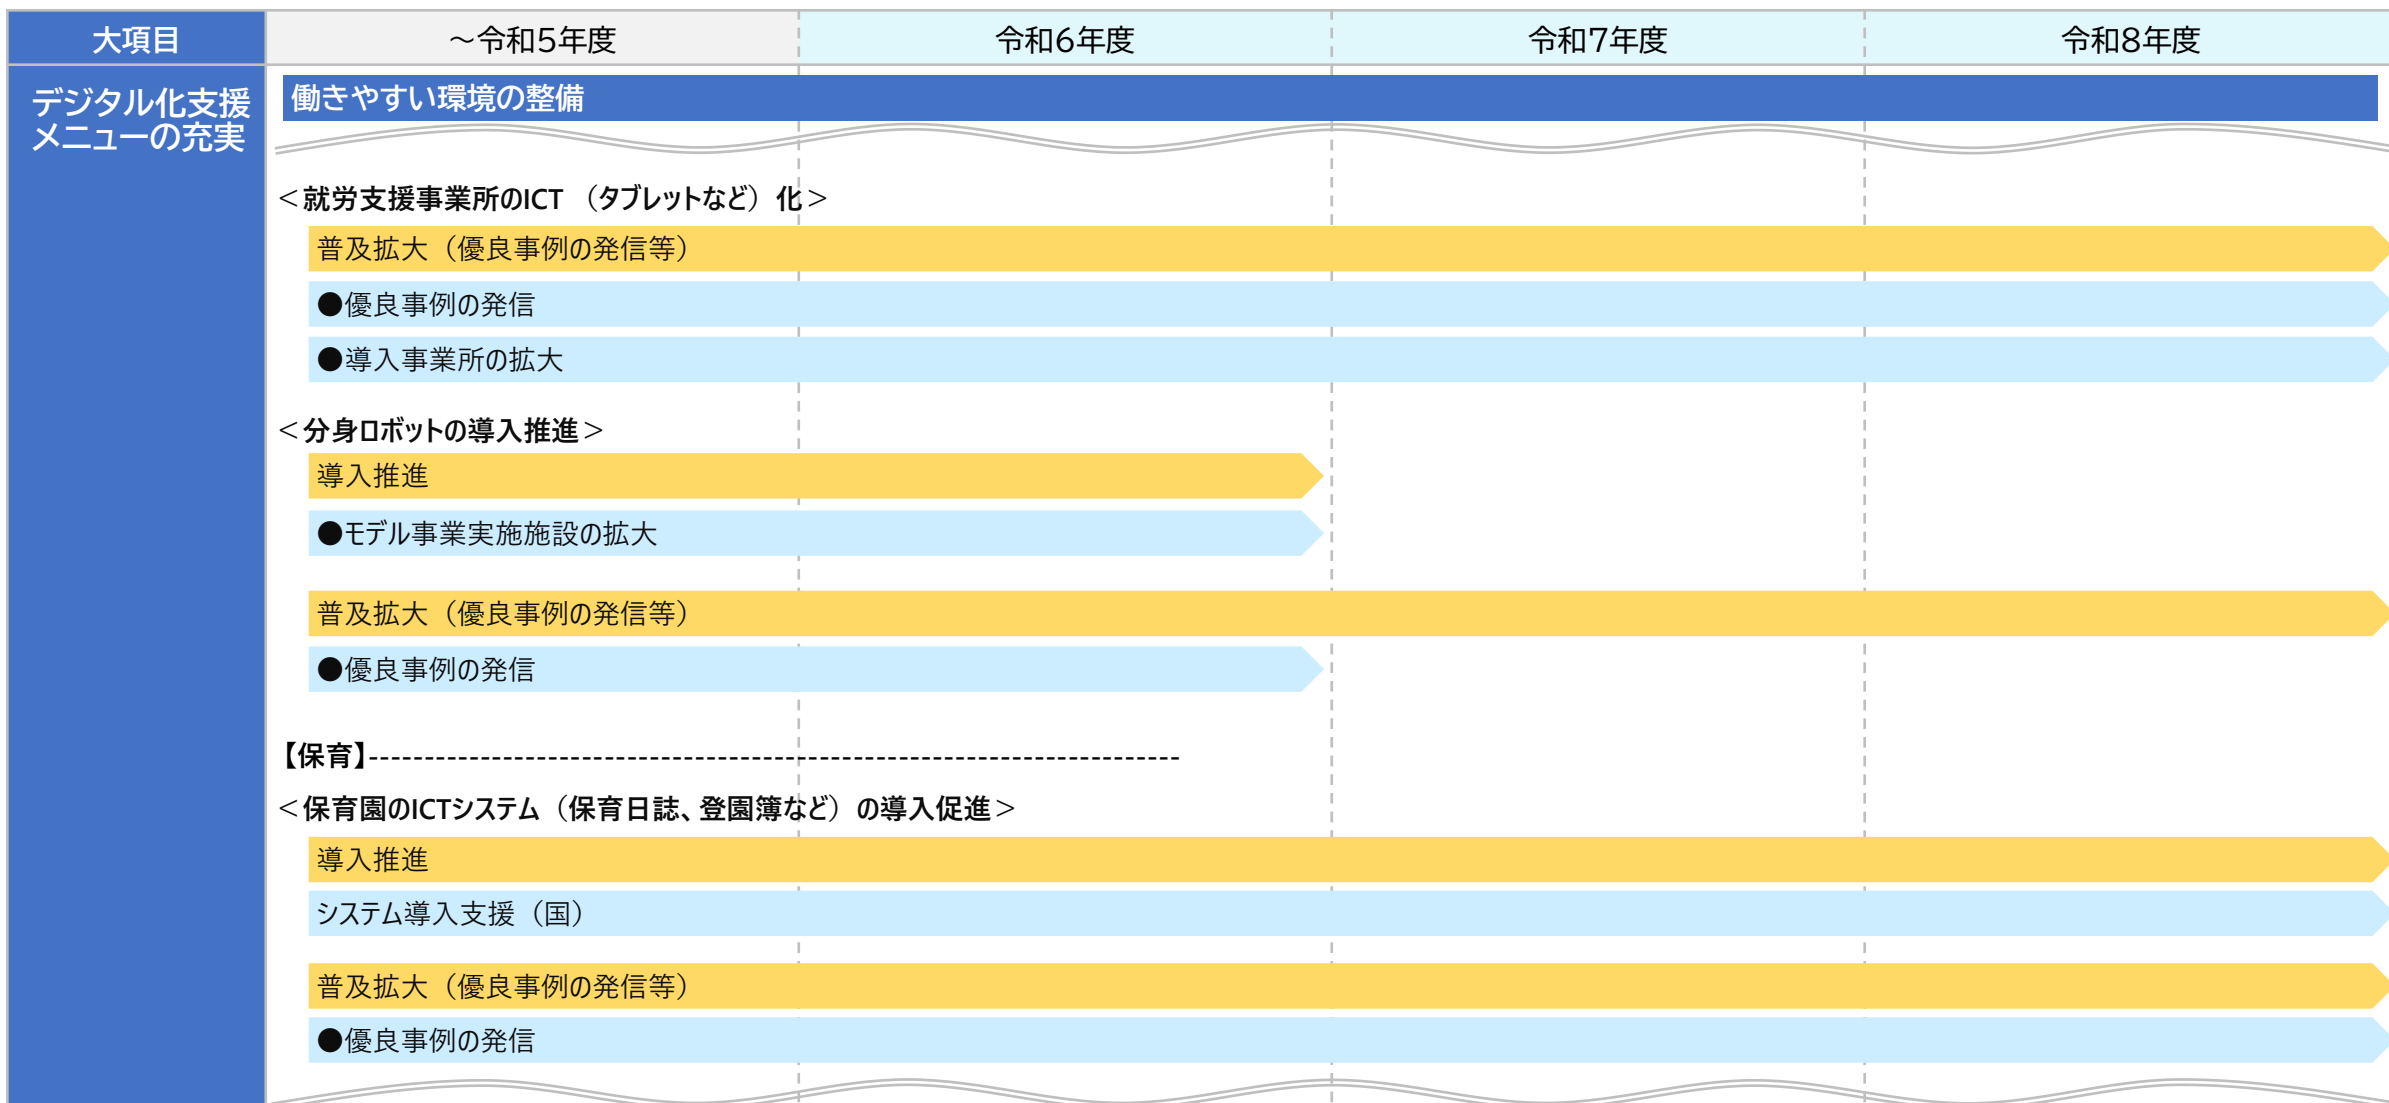 大項目
～令和5年度
令和6年度
令和7年度
令和8年度
デジタル化支援
メニューの充実
働きやすい環境の整備
＜就労支援事業所のICT（タブレットなど）化＞
普及拡大（優良事例の発信等）
●優良事例の発信
●導入事業所の拡大
＜分身ロボットの導入推進＞
導入推進
●モデル事業実施施設の拡大
普及拡大（優良事例の発信等）
●優良事例の発信
【保育】-------------------------------------------------------------------------
＜保育園のICTシステム（保育日誌、登園簿など）の導入促進＞
導入推進
システム導入支援（国）
普及拡大（優良事例の発信等）
●優良事例の発信